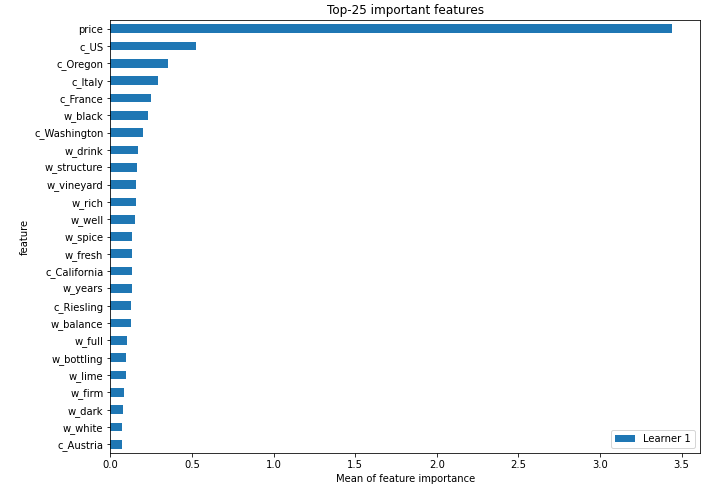 Top-25 important features
price
c_US
c_Oregon
c_Italy
c_France
w_black
c_Washington
w_drink
w_structure
w_vineyard
w_rich
w_well
w_spice
w_fresh
c_California
w_years
c_Riesling
w_balance
w_full
w_bottling
w_lime
w_firm
w_dark
w_white
c_Austria
feature
Learner 1
0.0 0.5 1.0 1.5 2.0 2.5 3.0 3.5
Mean of feature importance